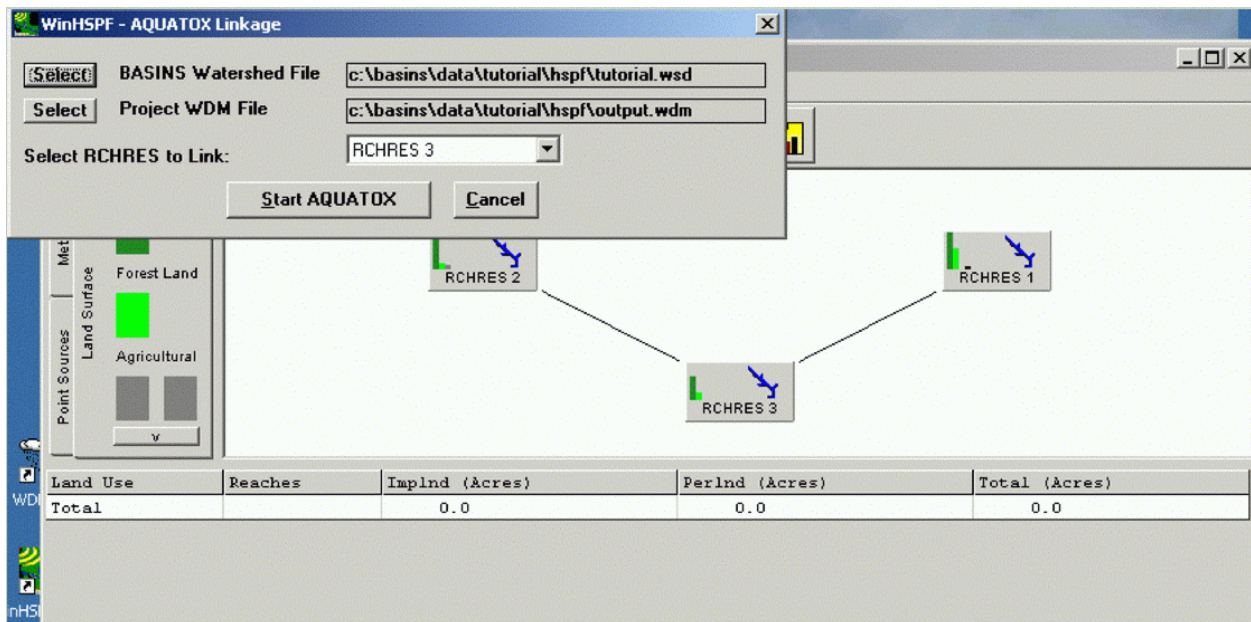 WinHSPF - AQUATOX Linkage
Select BASINS Watershed File c:\basins\data\tutorial\hspf\tutorial.wsd
Select Project WDM File c:\basins\data\tutorial\hspf\output.wdm
Select RCHRES to Link: RCHRES 3
Start AQUATOX Cancel
Met
Land Surface
Point Sources
Forest Land
Agricultural
v
RCHRES 2
RCHRES 1
RCHRES 3
Land Use Reaches Implnd (Acres) Perlnd (Acres) Total (Acres)
Total 0.0 0.0 0.0
WD
nHS